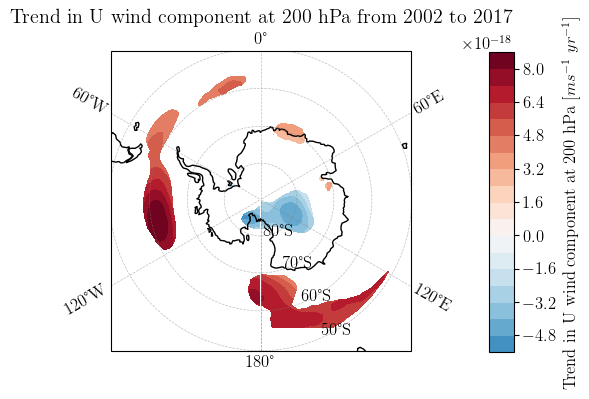 Trend in U wind component at 200 hPa from 2002 to 2017
0°
×10⁻¹⁸
60°W
60°E
8.0
6.4
4.8
3.2
1.6
0.0
−1.6
−3.2
−4.8
80°S
70°S
60°S
50°S
120°W
120°E
180°
Trend in U wind component at 200 hPa [ms⁻¹ yr⁻¹]